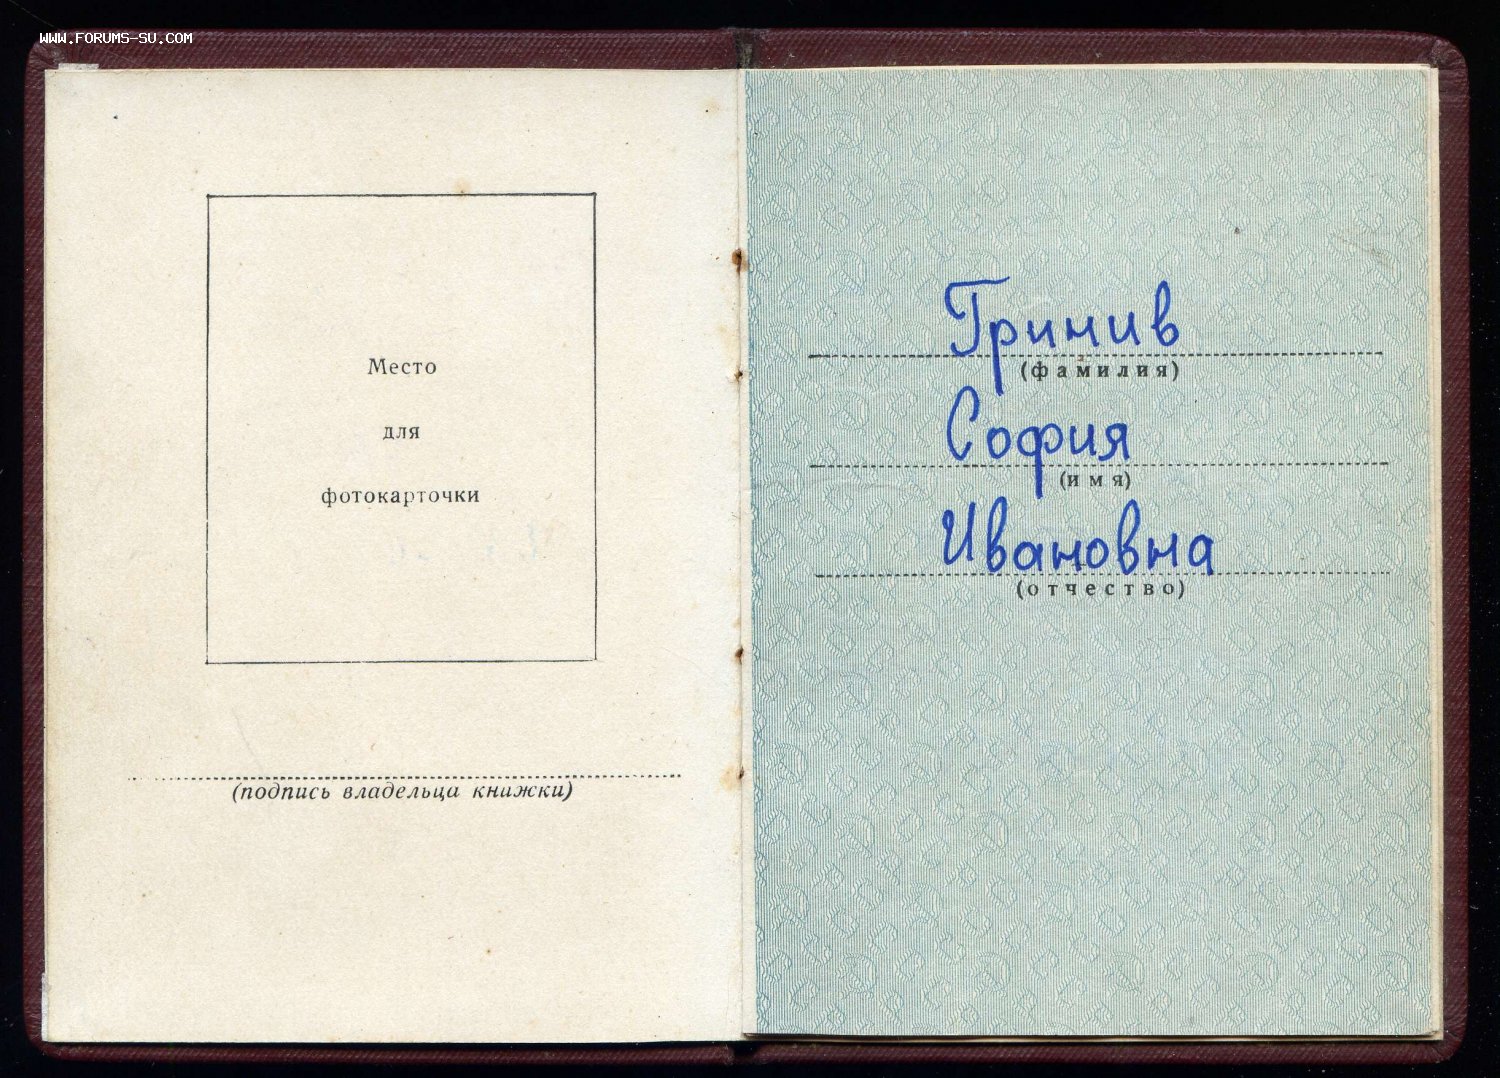 WWW.FORUMS-SU.COM
Место
для
фотокарточки
(подпись владельца книжки)
Гринив
(фамилия)
София
(имя)
Ивановна
(отчество)